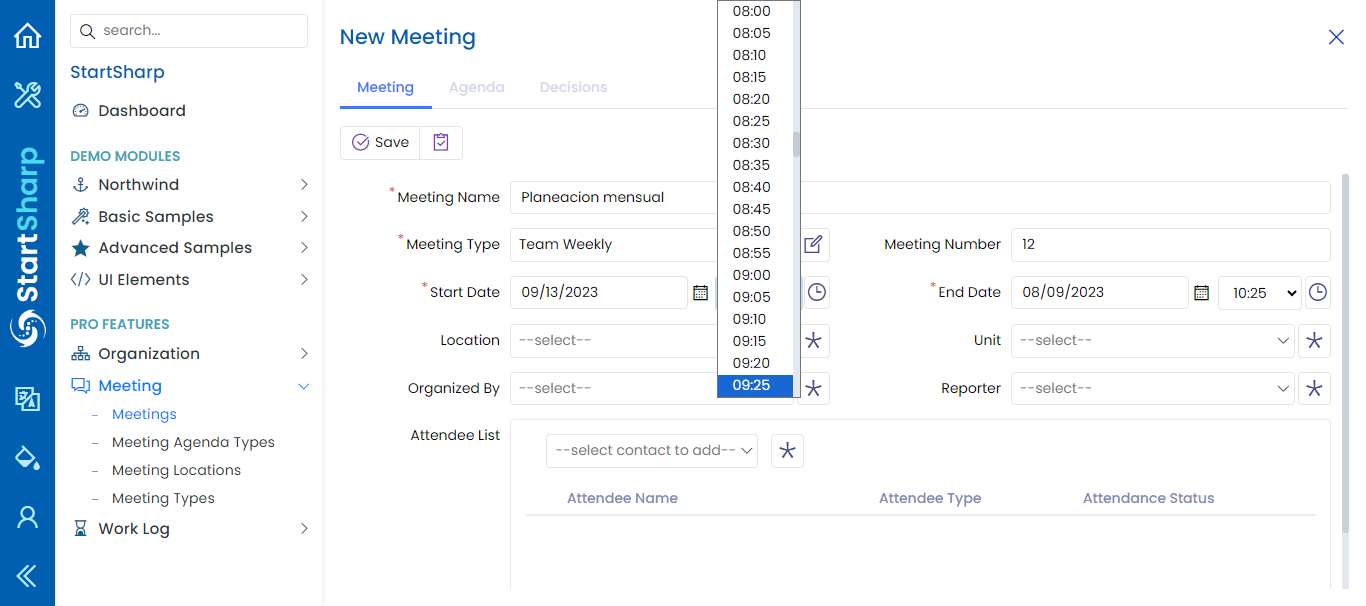 StartSharp
search...
StartSharp
Dashboard
DEMO MODULES
Northwind
Basic Samples
Advanced Samples
UI Elements
PRO FEATURES
Organization
Meeting
Meetings
Meeting Agenda Types
Meeting Locations
Meeting Types
Work Log
New Meeting
Meeting Agenda Decisions
Save
* Meeting Name Planeacion mensual
* Meeting Type Team Weekly Meeting Number 12
* Start Date 09/13/2023 * End Date 08/09/2023 10:25
Location --select-- Unit --select--
Organized By --select-- Reporter --select--
Attendee List
--select contact to add--
Attendee Name Attendee Type Attendance Status
08:00
08:05
08:10
08:15
08:20
08:25
08:30
08:35
08:40
08:45
08:50
08:55
09:00
09:05
09:10
09:15
09:20
09:25